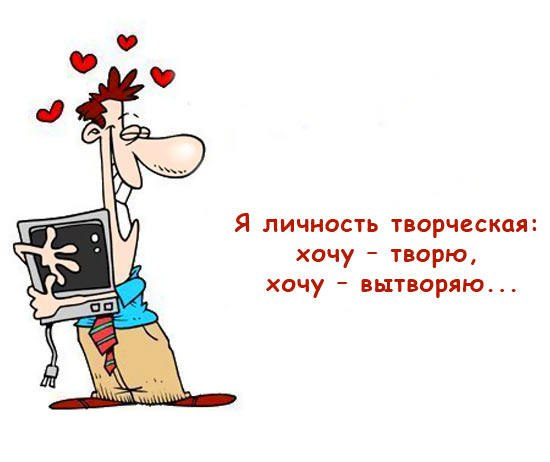 Я личность творческая:
хочу – творю,
хочу – вытворяю...